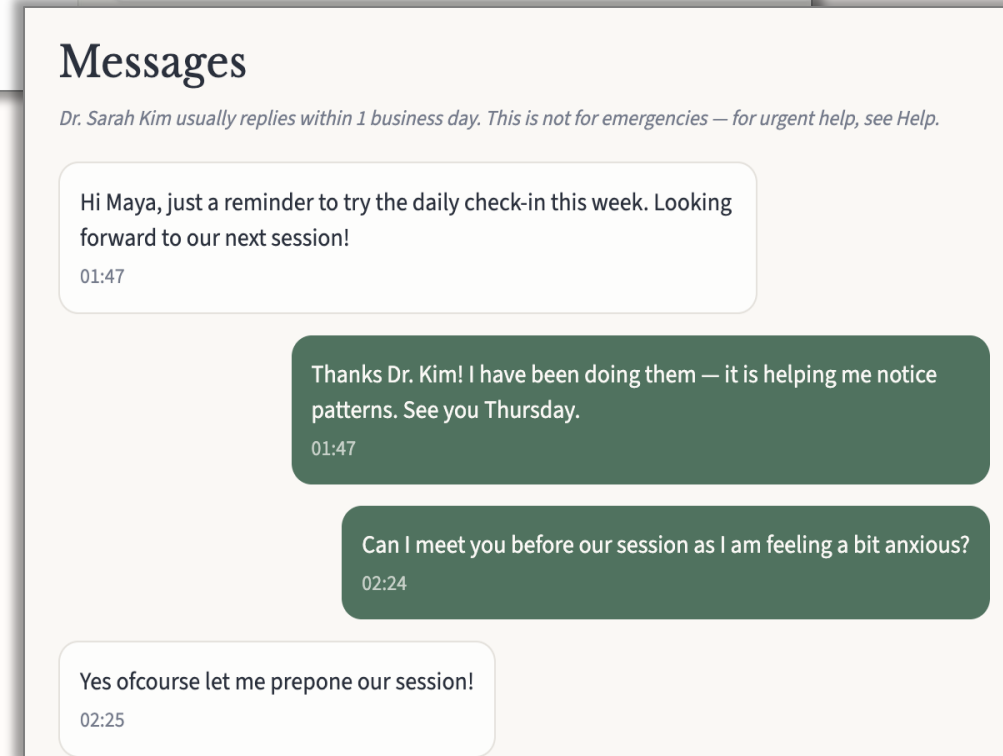 Messages
Dr. Sarah Kim usually replies within 1 business day. This is not for emergencies — for urgent help, see Help.
Hi Maya, just a reminder to try the daily check-in this week. Looking
forward to our next session!
01:47
Thanks Dr. Kim! I have been doing them — it is helping me notice
patterns. See you Thursday.
01:47
Can I meet you before our session as I am feeling a bit anxious?
02:24
Yes ofcourse let me prepone our session!
02:25